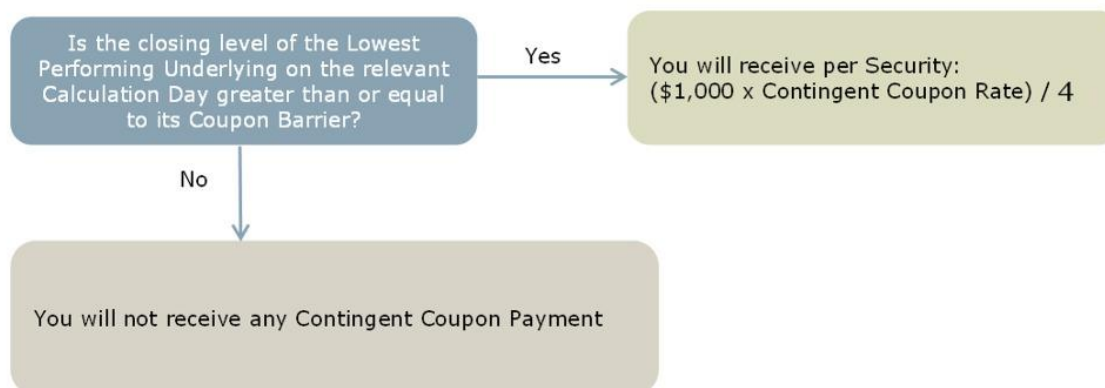 Is the closing level of the Lowest
Performing Underlying on the relevant
Calculation Day greater than or equal
to its Coupon Barrier?
Yes
You will receive per Security:
($1,000 x Contingent Coupon Rate) / 4
No
You will not receive any Contingent Coupon Payment